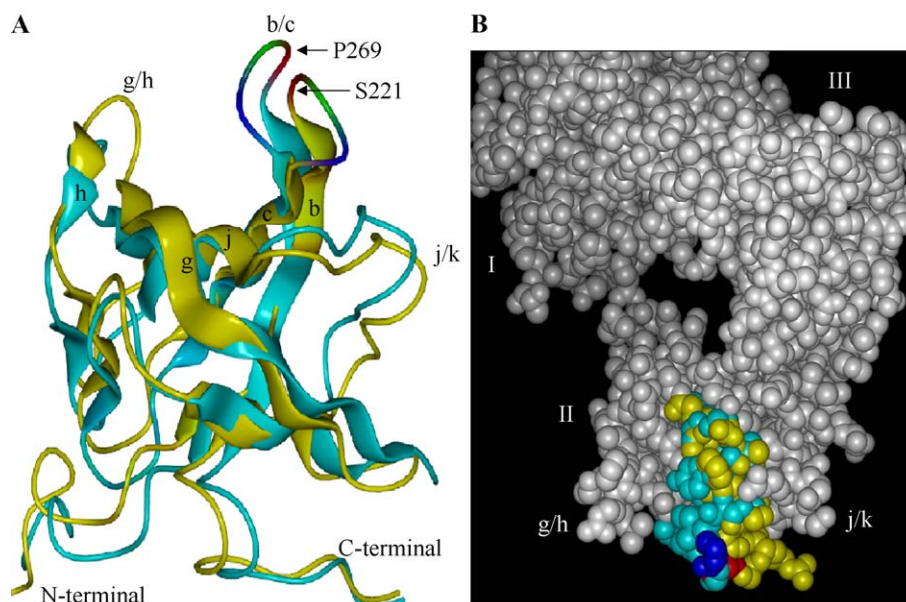 A
b/c
P269
S221
g/h
h
c
b
j
g
j/k
N-terminal
C-terminal
B
III
I
II
g/h
j/k